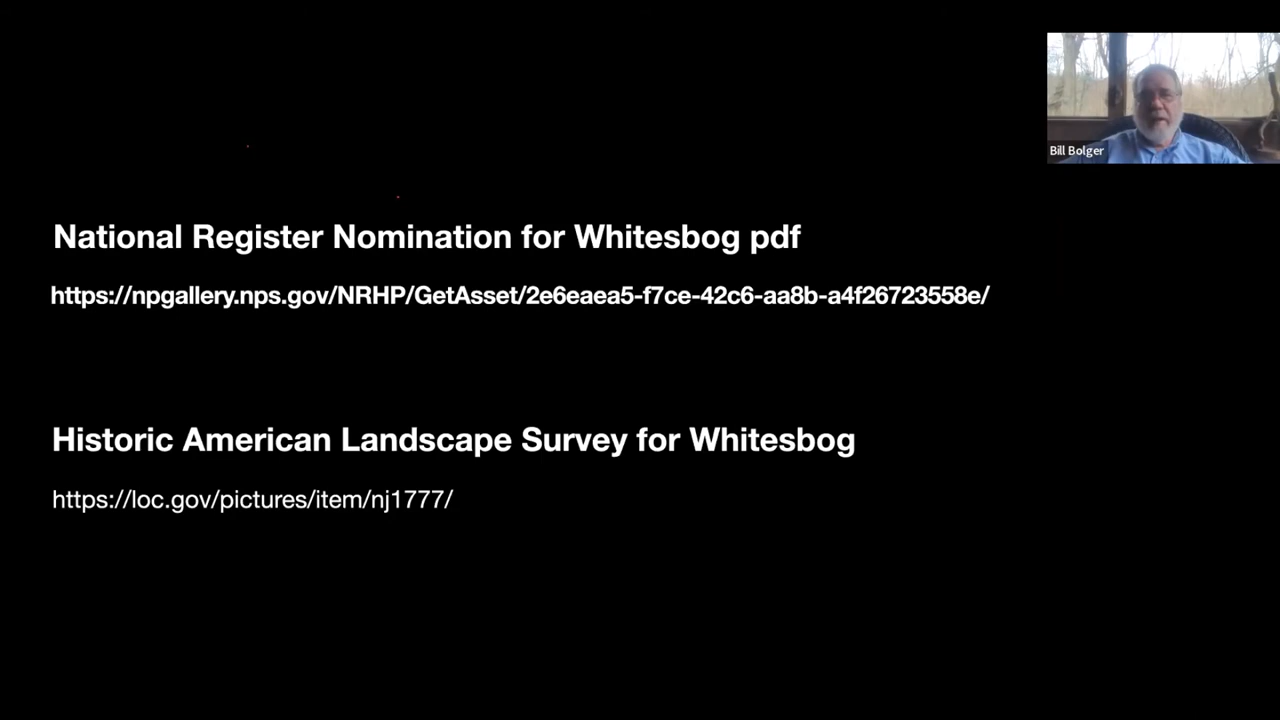 Bill Bolger
National Register Nomination for Whitesbog pdf
https://npgallery.nps.gov/NRHP/GetAsset/2e6eaea5-f7ce-42c6-aa8b-a4f26723558e/
Historic American Landscape Survey for Whitesbog
https://loc.gov/pictures/item/nj1777/